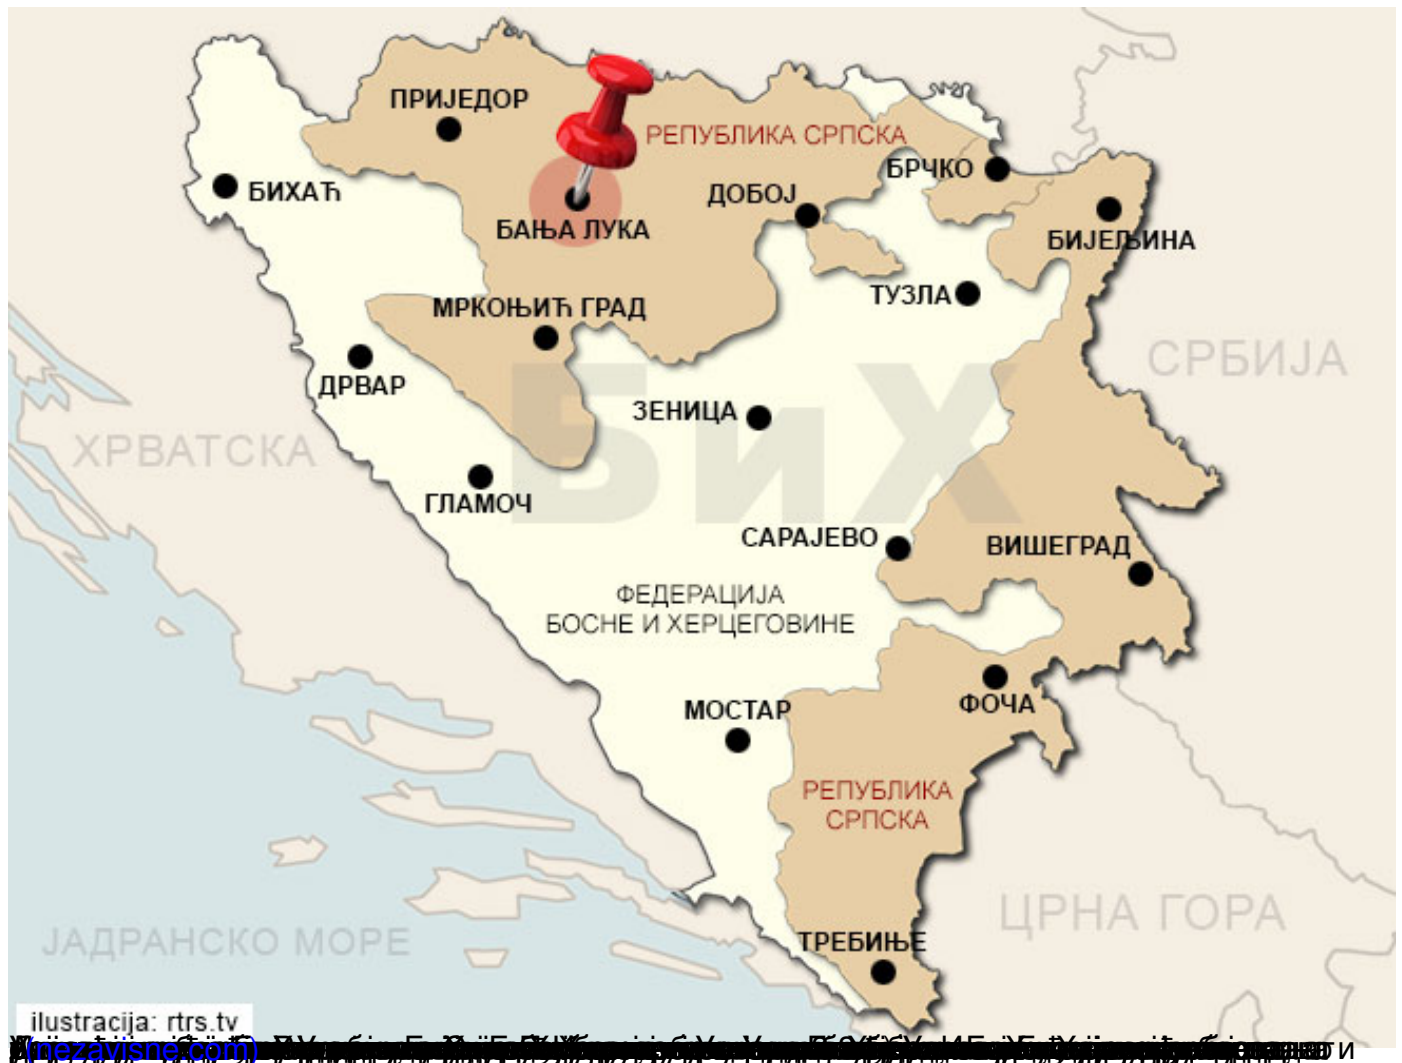 ПРИЈЕДОР
РЕПУБЛИКА СРПСКА
БРЧКО
БИХАЋ
ДОБОЈ
БАЊА ЛУКА
БИЈЕЉИНА
ТУЗЛА
МРКОЊИЋ ГРАД
СРБИЈА
ДРВАР
ЗЕНИЦА
БиХ
ХРВАТСКА
ГЛАМОЧ
САРАЈЕВО
ВИШЕГРАД
ФЕДЕРАЦИЈА
БОСНЕ И ХЕРЦЕГОВИНЕ
ФОЧА
МОСТАР
РЕПУБЛИКА
СРПСКА
ЦРНА ГОРА
ЈАДРАНСКО МОРЕ
ТРЕБИЊЕ
ilustracija: rtrs.tv
(nezavisne.com)